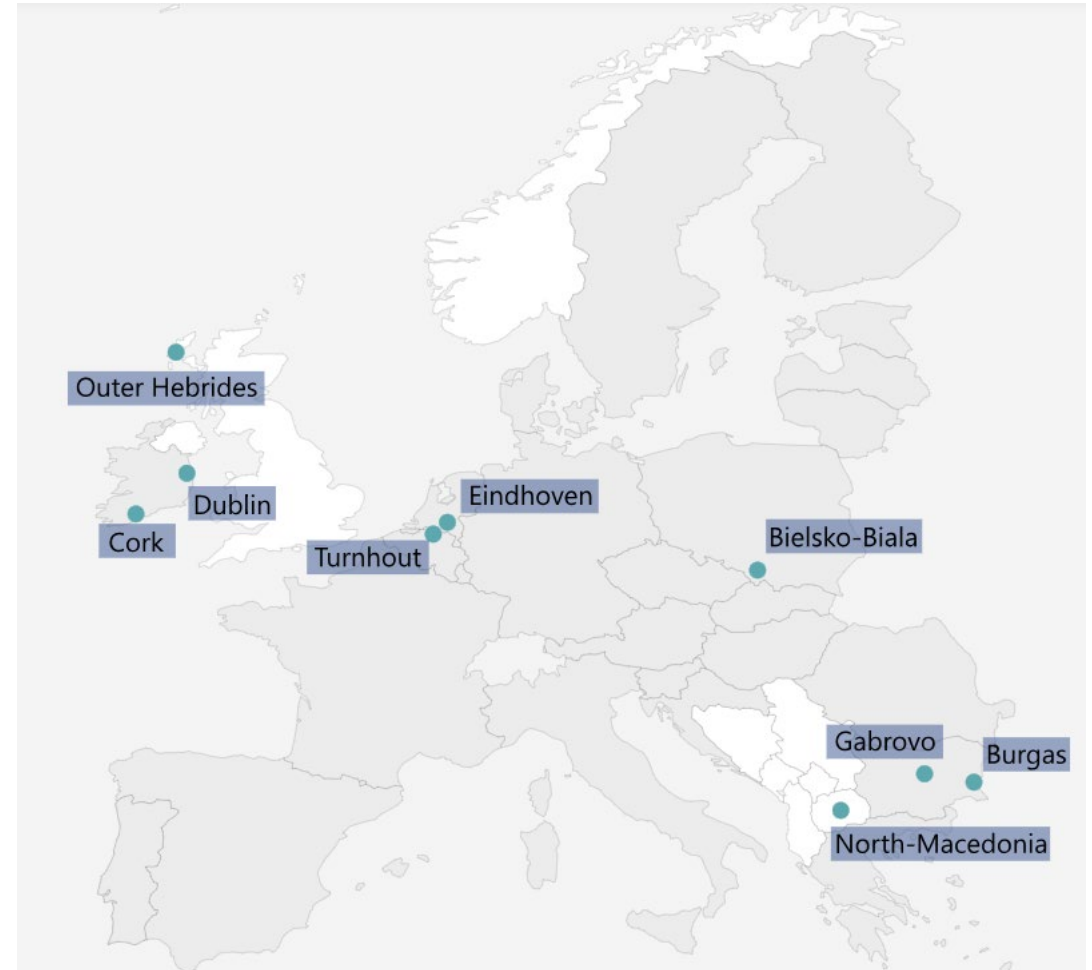 Outer Hebrides
Dublin
Cork
Eindhoven
Turnhout
Bielsko-Biala
Gabrovo
Burgas
North-Macedonia